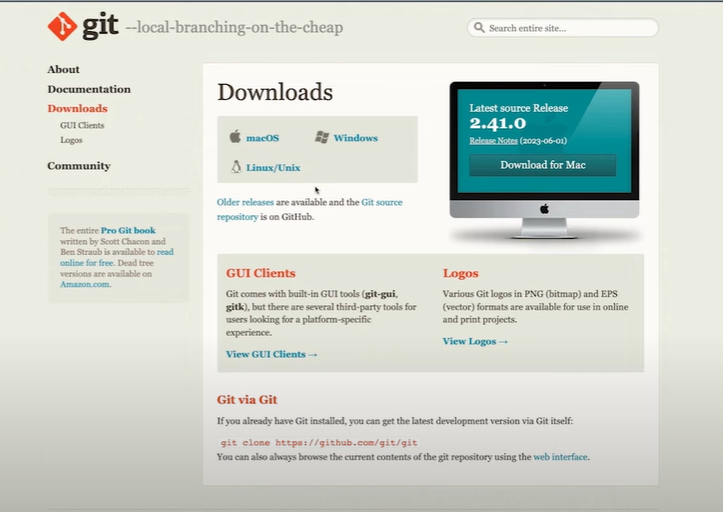 git --local-branching-on-the-cheap
Search entire site...
About
Documentation
Downloads
GUI Clients
Logos
Community
The entire Pro Git book
written by Scott Chacon and
Ben Straub is available to read
online for free. Dead tree
versions are available on
Amazon.com.
Downloads
macOS
Windows
Linux/Unix
Older releases are available and the Git source
repository is on GitHub.
Latest source Release
2.41.0
Release Notes (2023-06-01)
Download for Mac
GUI Clients
Git comes with built-in GUI tools (git-gui,
gitk), but there are several third-party tools for
users looking for a platform-specific
experience.
View GUI Clients →
Logos
Various Git logos in PNG (bitmap) and EPS
(vector) formats are available for use in online
and print projects.
View Logos →
Git via Git
If you already have Git installed, you can get the latest development version via Git itself:
git clone https://github.com/git/git
You can also always browse the current contents of the git repository using the web interface.